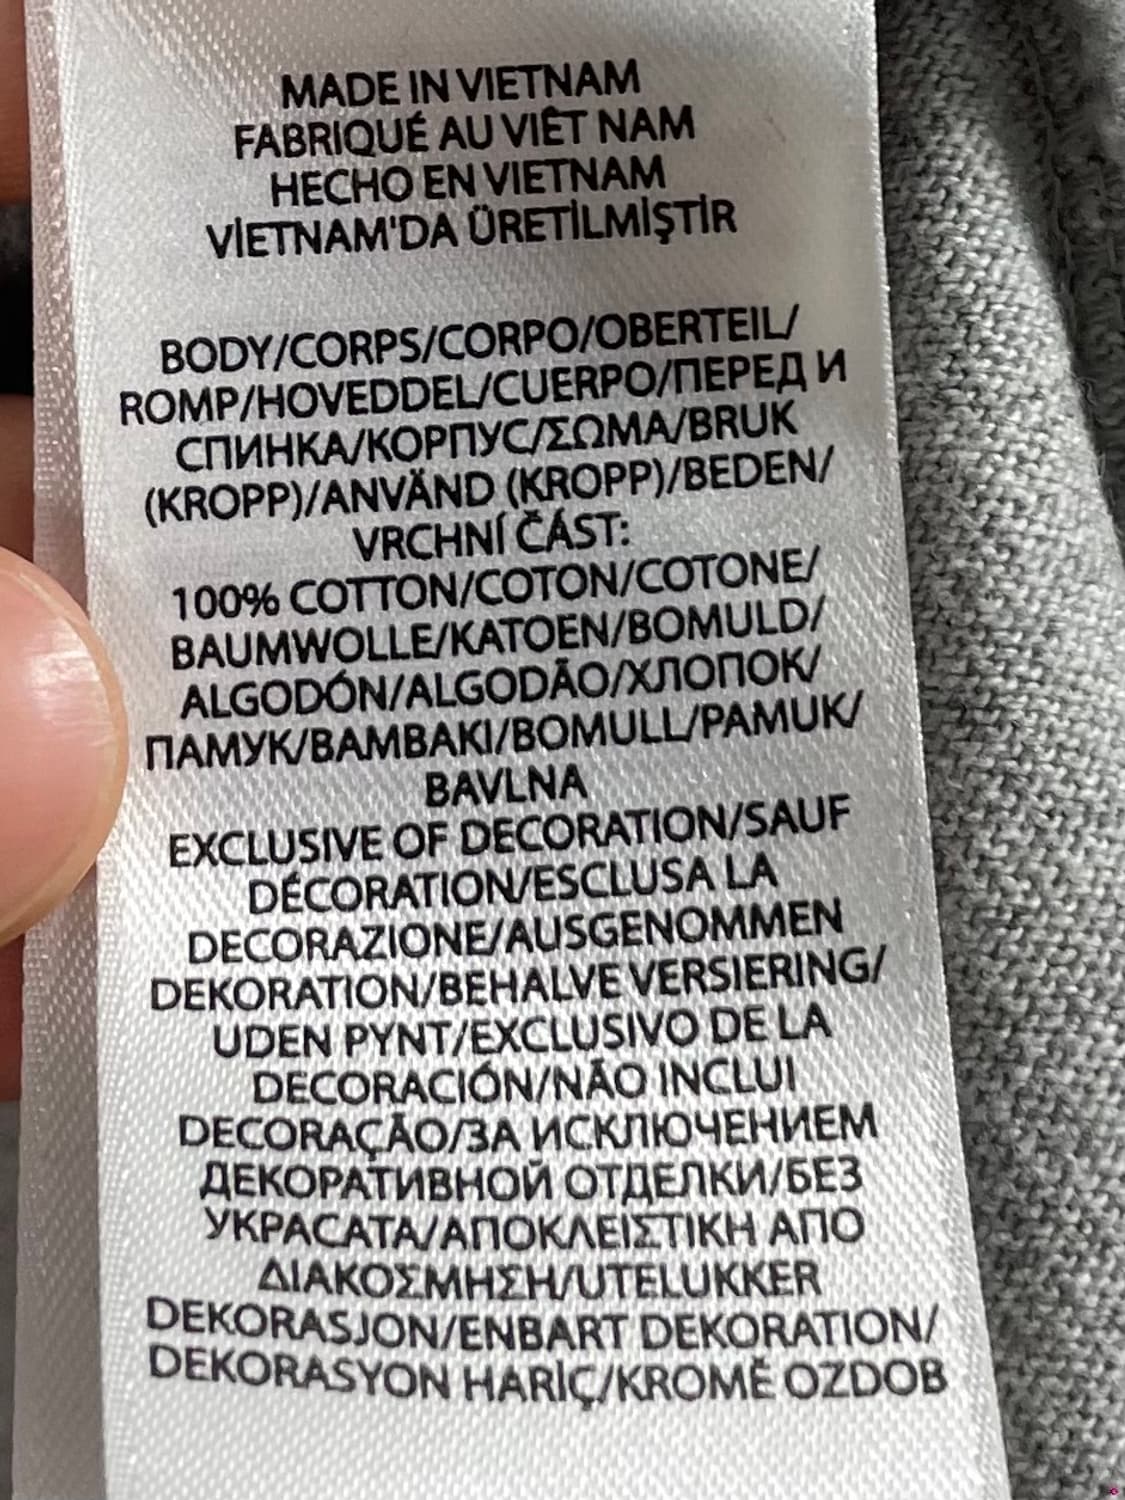 MADE IN VIETNAM
FABRIQUÉ AU VIÊT NAM
HECHO EN VIETNAM
VİETNAM'DA ÜRETİLMİŞTİR
BODY/CORPS/CORPO/OBERTEIL/
ROMP/HOVEDDEL/CUERPO/ПЕРЕД И
СПИНКА/КОРПУС/ΣΩΜΑ/BRUK
(KROPP)/ANVÄND (KROPP)/BEDEN/
VRCHNÍ ČÁST:
100% COTTON/COTON/COTONE/
BAUMWOLLE/KATOEN/BOMULD/
ALGODÓN/ALGODÃO/ХЛОПОК/
ПАМУК/BAMBAKI/BOMULL/PAMUK/
BAVLNA
EXCLUSIVE OF DECORATION/SAUF
DÉCORATION/ESCLUSA LA
DECORAZIONE/AUSGENOMMEN
DEKORATION/BEHALVE VERSIERING/
UDEN PYNT/EXCLUSIVO DE LA
DECORACIÓN/NÃO INCLUI
DECORAÇÃO/ЗА ИСКЛЮЧЕНИЕМ
ДЕКОРАТИВНОЙ ОТДЕЛКИ/БЕЗ
УКРАСАТА/ΑΠΟΚΛΕΙΣΤΙΚΗ ΑΠΟ
ΔΙΑΚΟΣΜΗΣΗ/UTELUKKER
DEKORASJON/ENBART DEKORATION/
DEKORASYON HARİÇ/KROMĚ OZDOB